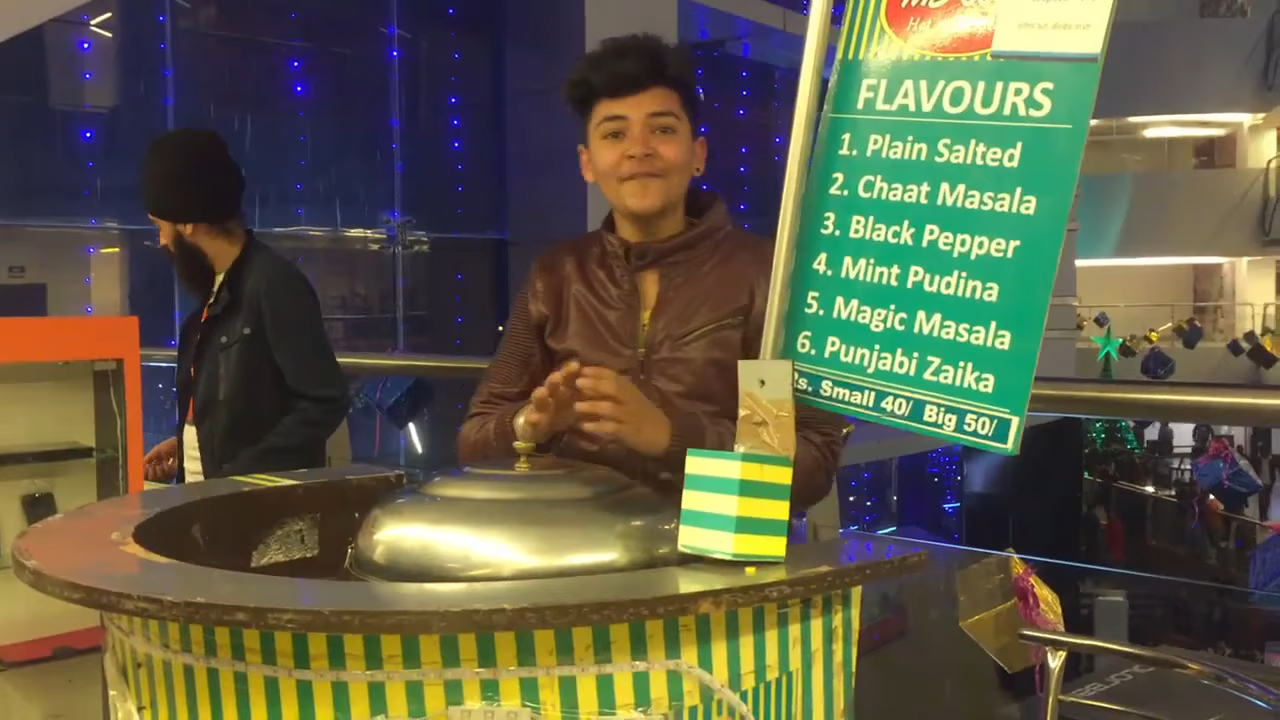 FLAVOURS
1. Plain Salted
2. Chaat Masala
3. Black Pepper
4. Mint Pudina
5. Magic Masala
6. Punjabi Zaika
Rs. Small 40/ Big 50/